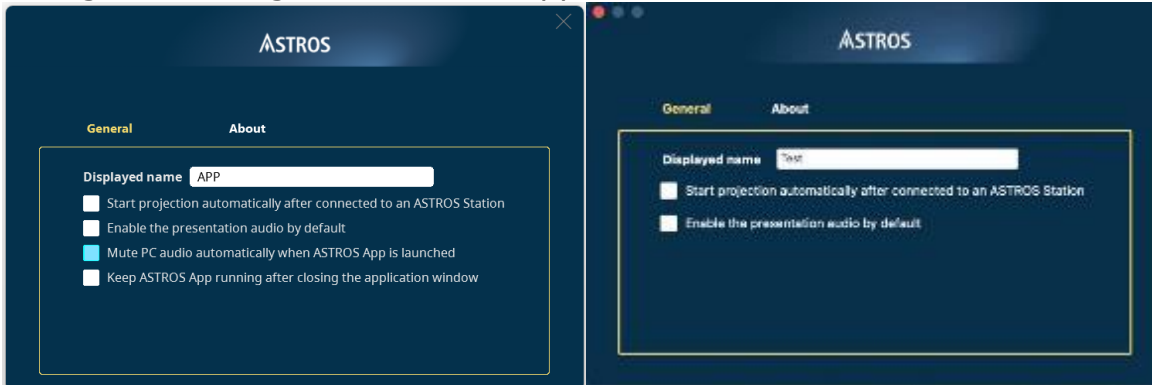 ASTROS
General About
Displayed name APP
Start projection automatically after connected to an ASTROS Station
Enable the presentation audio by default
Mute PC audio automatically when ASTROS App is launched
Keep ASTROS App running after closing the application window
ASTROS
General About
Displayed name Test
Start projection automatically after connected to an ASTROS Station
Enable the presentation audio by default